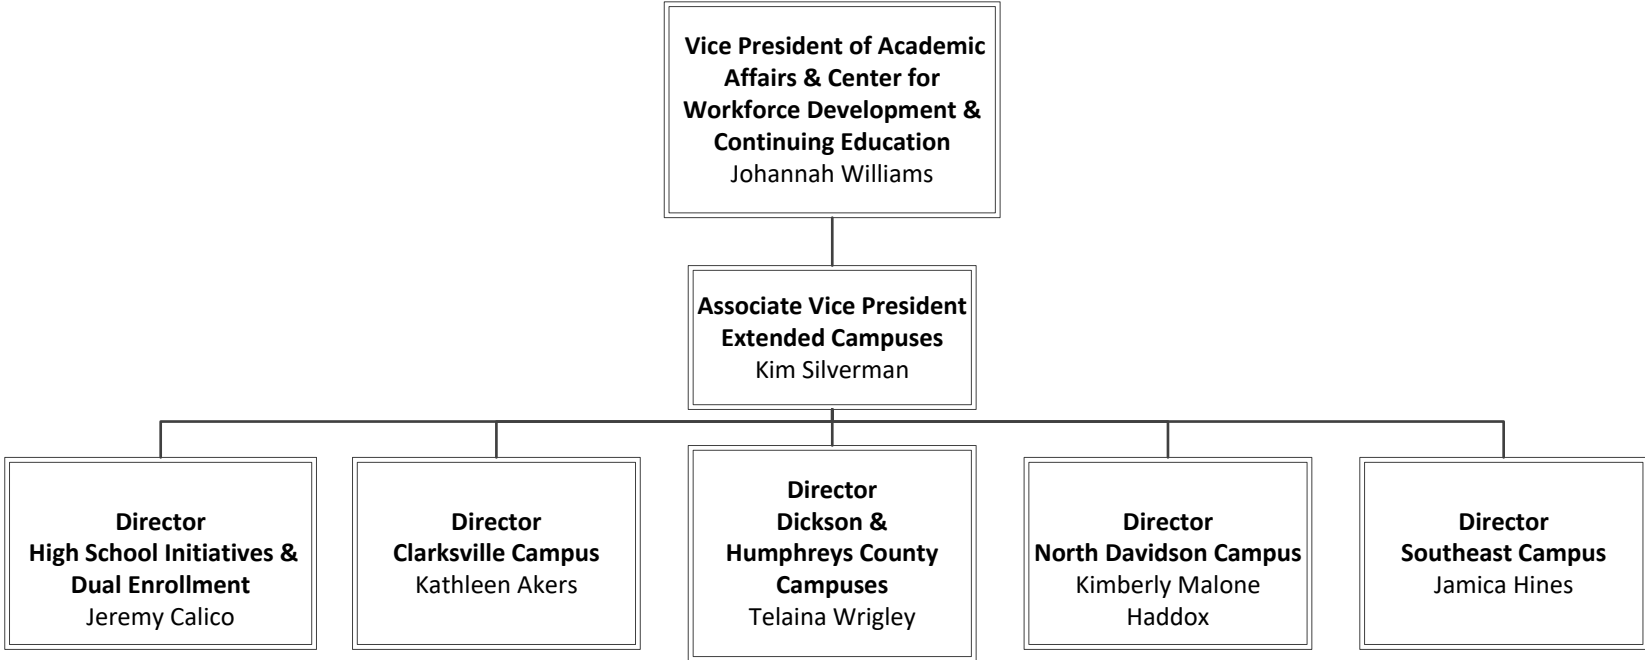 Vice President of Academic
Affairs & Center for
Workforce Development &
Continuing Education
Johannah Williams
Associate Vice President
Extended Campuses
Kim Silverman
Director
High School Initiatives &
Dual Enrollment
Jeremy Calico
Director
Clarksville Campus
Kathleen Akers
Director
Dickson &
Humphreys County
Campuses
Telaina Wrigley
Director
North Davidson Campus
Kimberly Malone
Haddox
Director
Southeast Campus
Jamica Hines